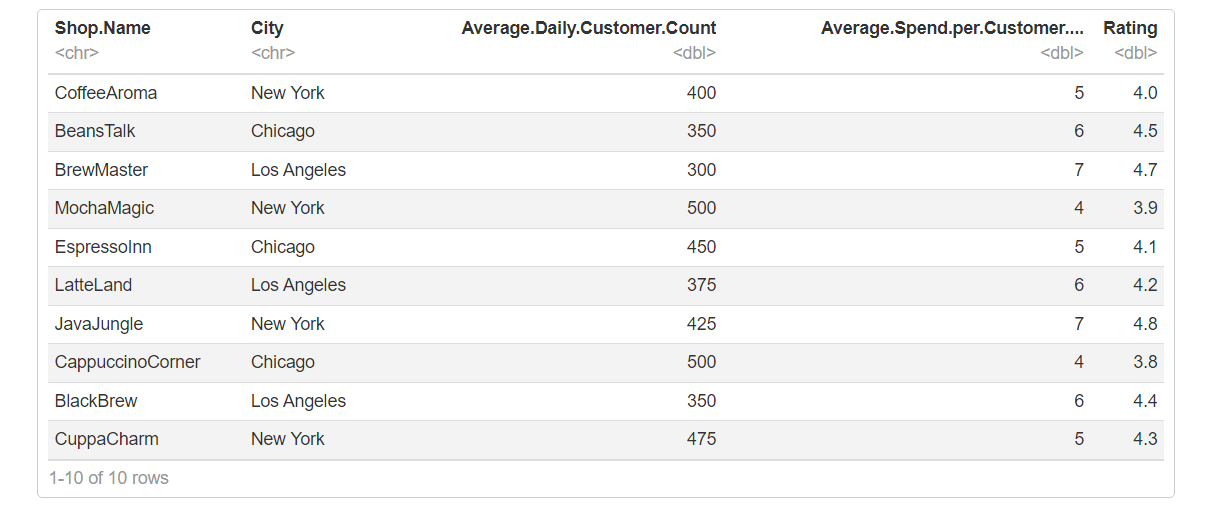 Shop.Name City Average.Daily.Customer.Count Average.Spend.per.Customer.... Rating
<chr> <chr> <dbl> <dbl> <dbl>
CoffeeAroma New York 400 5 4.0
BeansTalk Chicago 350 6 4.5
BrewMaster Los Angeles 300 7 4.7
MochaMagic New York 500 4 3.9
EspressoInn Chicago 450 5 4.1
LatteLand Los Angeles 375 6 4.2
JavaJungle New York 425 7 4.8
CappuccinoCorner Chicago 500 4 3.8
BlackBrew Los Angeles 350 6 4.4
CuppaCharm New York 475 5 4.3
1-10 of 10 rows